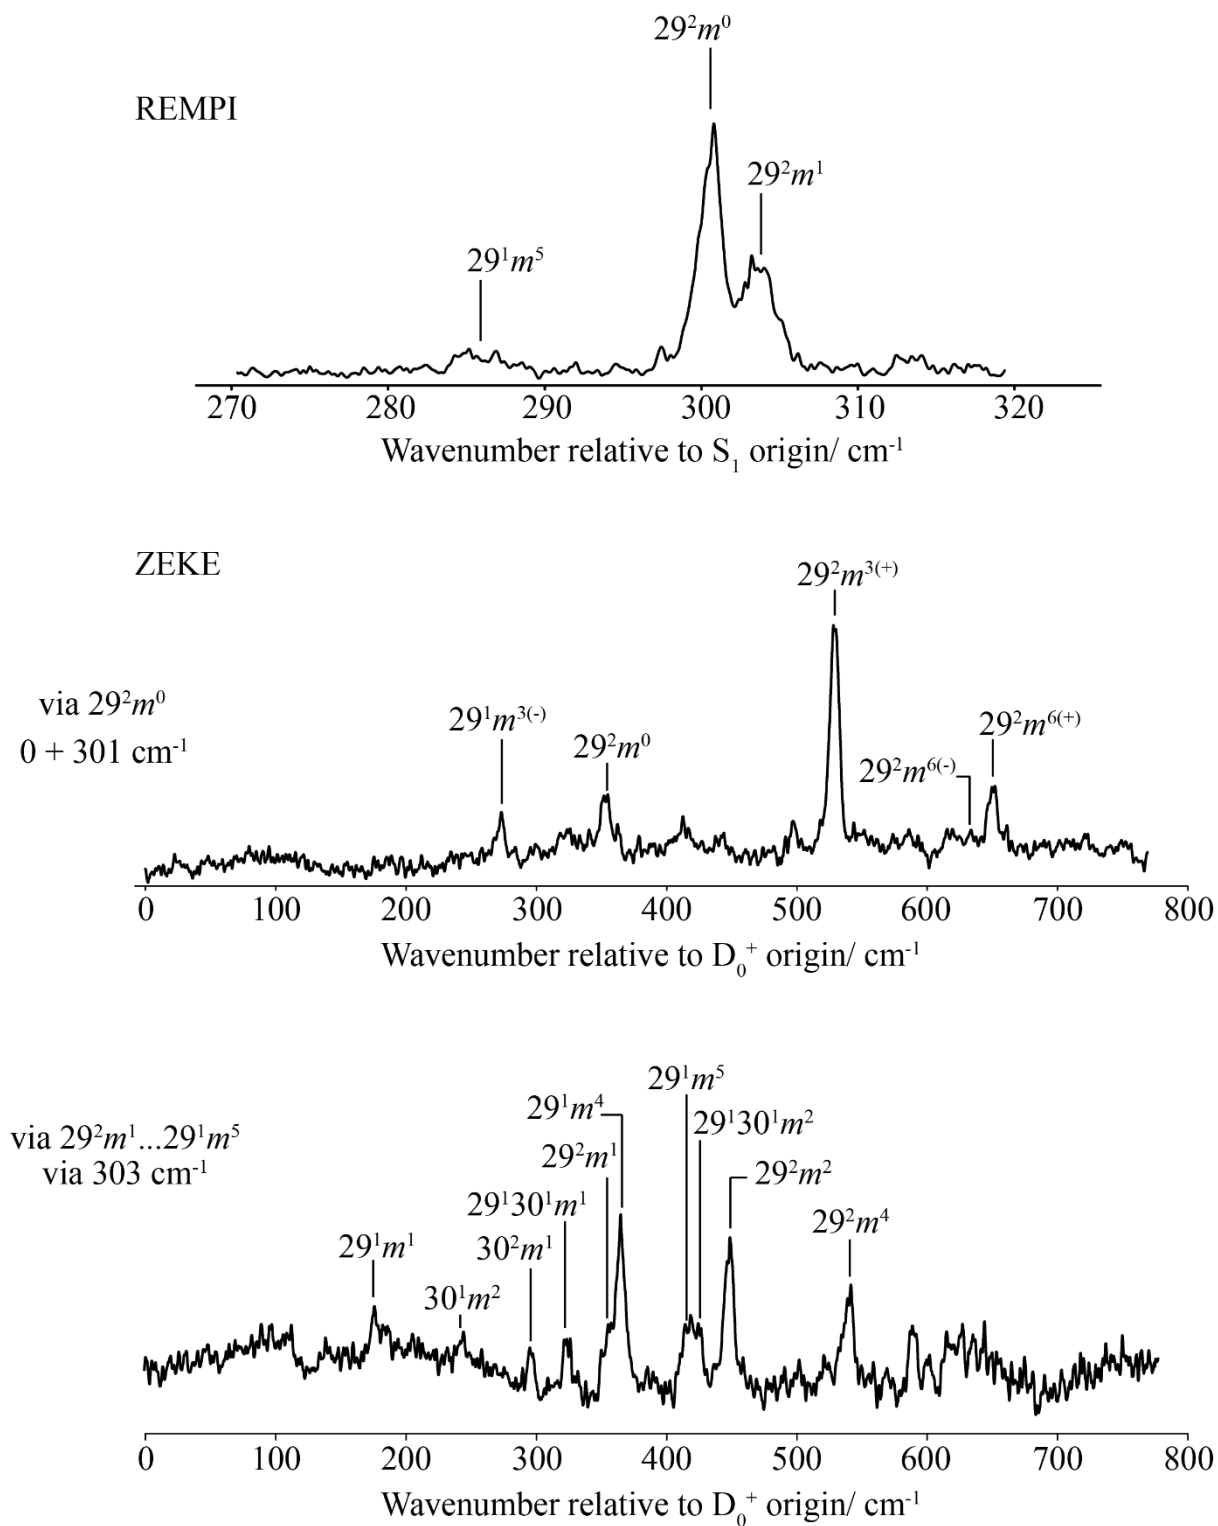 29²m⁰
REMPI
29²m¹
29¹m⁵
270 280 290 300 310 320
Wavenumber relative to S₁ origin/ cm⁻¹
ZEKE
29²m³⁽⁺⁾
via 29²m⁰
0 + 301 cm⁻¹
29¹m³⁽⁻⁾
29²m⁰
29²m⁶⁽⁺⁾
29²m⁶⁽⁻⁾
0 100 200 300 400 500 600 700 800
Wavenumber relative to D₀⁺ origin/ cm⁻¹
29¹m⁵
29¹m⁴
29¹30¹m²
via 29²m¹...29¹m⁵
via 303 cm⁻¹
29²m¹
29²m²
29¹30¹m¹
29²m⁴
29¹m¹
30²m¹
30¹m²
0 100 200 300 400 500 600 700 800
Wavenumber relative to D₀⁺ origin/ cm⁻¹